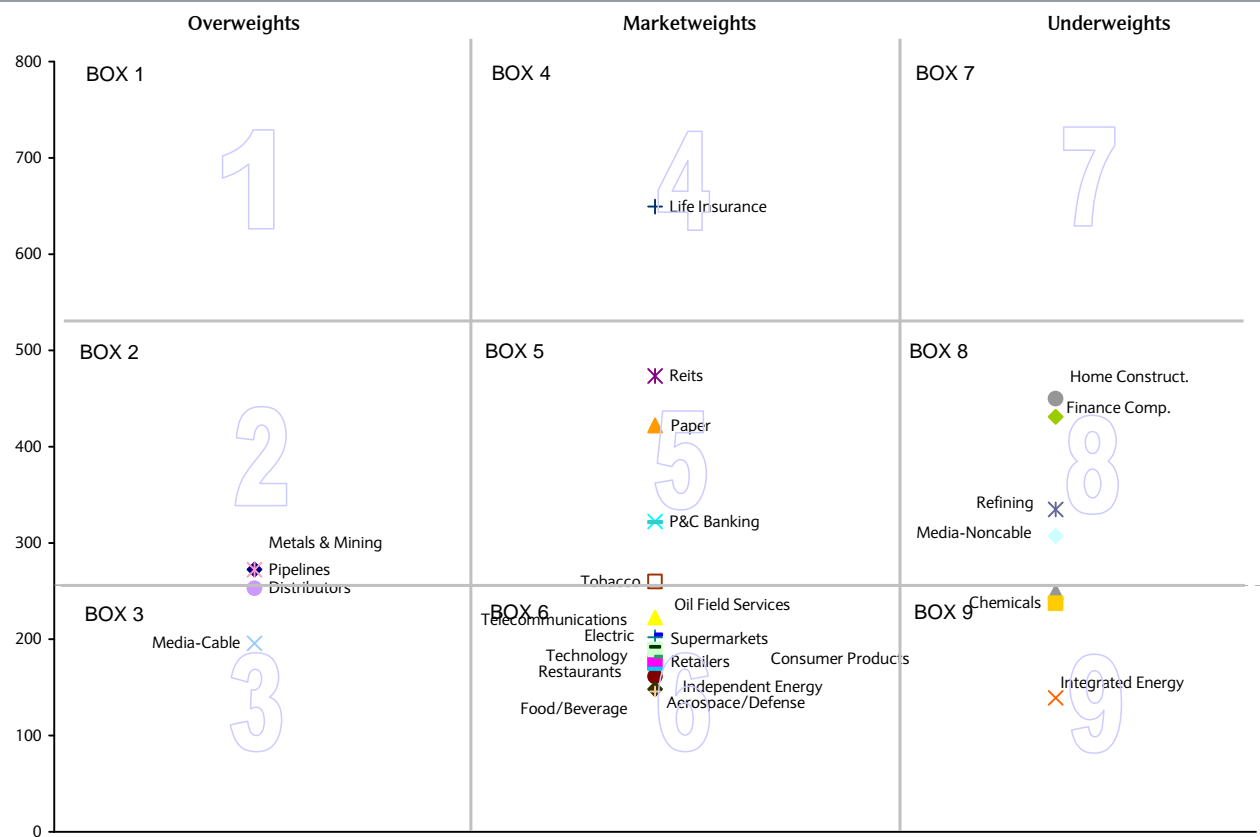 Overweights Marketweights Underweights
800
BOX 1 BOX 4 BOX 7
1 4 7
700
Life Insurance
600
500
BOX 2 BOX 5 BOX 8
Reits
Home Construct.
Finance Comp.
Paper
2 5 8
400
Refining
P&C Banking
Media-Noncable
300
Metals & Mining
Pipelines
Tobacco
Distributors
BOX 3 BOX 6 BOX 9
Chemicals
Oil Field Services
Telecommunications
200
Electric
Supermarkets
Media-Cable
Technology
Retailers
Consumer Products
Restaurants
Independent Energy
Integrated Energy
Aerospace/Defense
Food/Beverage
3 6 9
100
0